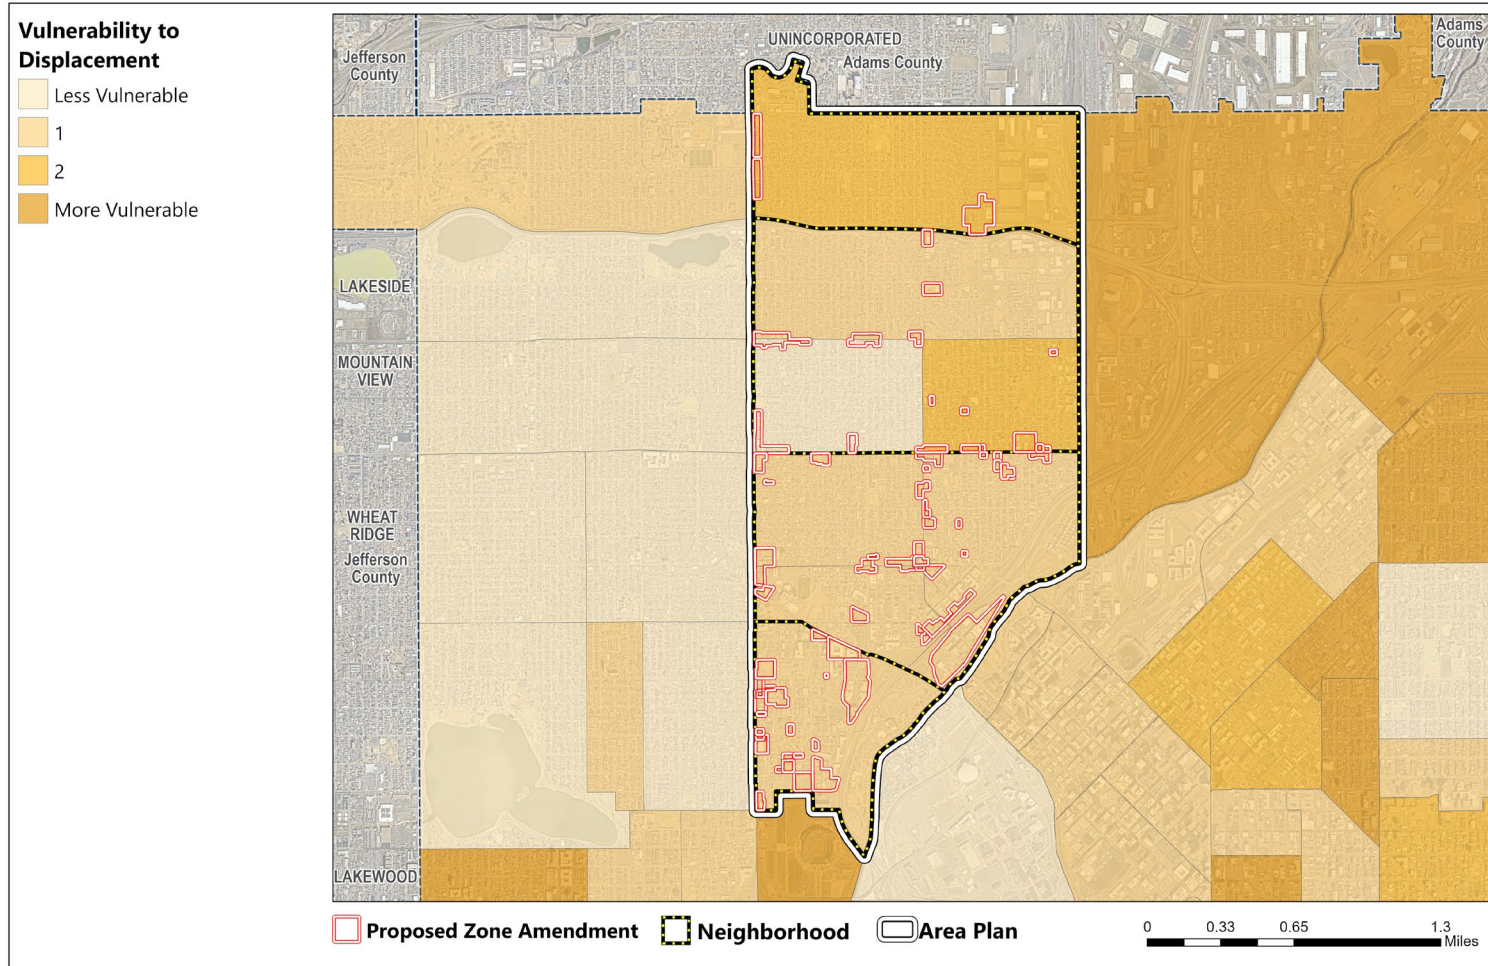 Vulnerability to
Displacement
Less Vulnerable
1
2
More Vulnerable
Jefferson
County
UNINCORPORATED
Adams County
Adams
County
LAKESIDE
MOUNTAIN
VIEW
WHEAT
RIDGE
Jefferson
County
LAKEWOOD
Proposed Zone Amendment
Neighborhood
Area Plan
0 0.33 0.65 1.3
Miles